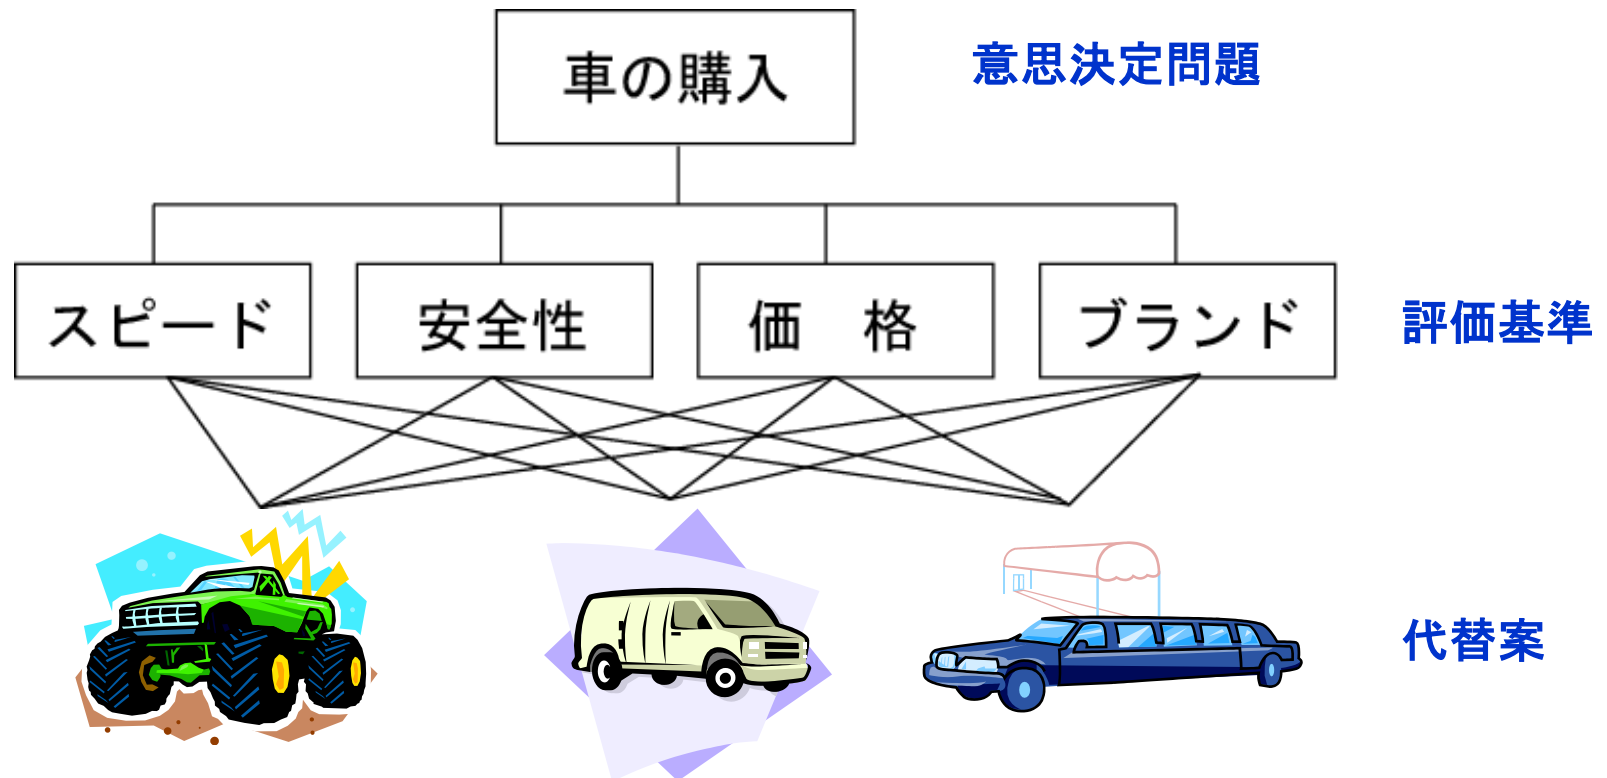 車の購入
意思決定問題
スピード
安全性
価　格
ブランド
評価基準
代替案